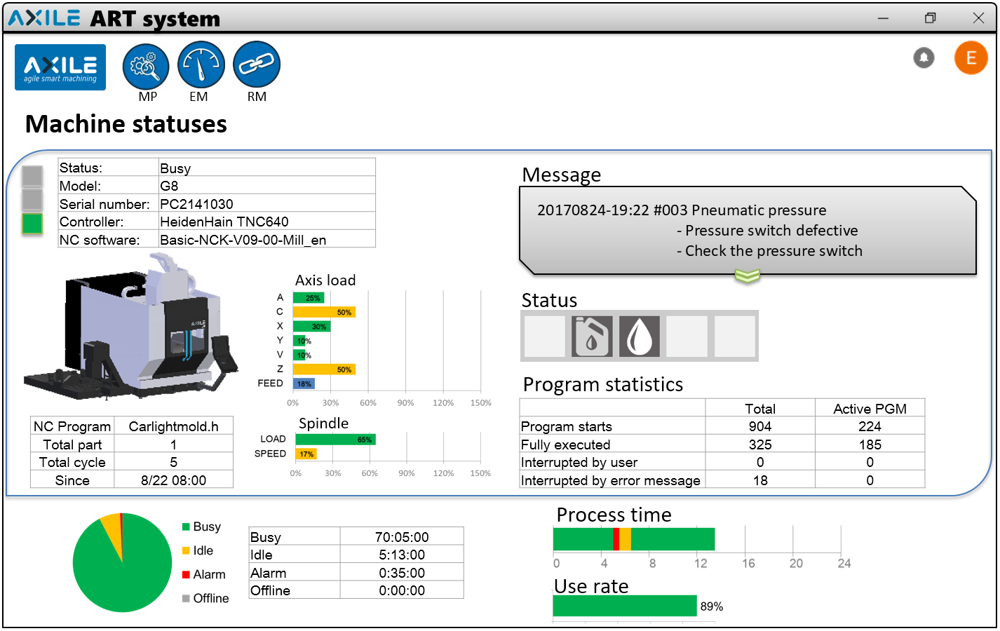 AXILE ART system
AXILE
agile smart machining
MP EM RM
E
Machine statuses
Status: Busy
Model: G8
Serial number: PC2141030
Controller: HeidenHain TNC640
NC software: Basic-NCK-V09-00-Mill_en
AXILE
NC Program Carlightmold.h
Total part 1
Total cycle 5
Since 8/22 08:00
Axis load
A 25%
C 50%
X 30%
Y 10%
V 10%
Z 50%
FEED 18%
0% 30% 60% 90% 120% 150%
Spindle
LOAD 65%
SPEED 17%
0% 30% 60% 90% 120% 150%
Message
20170824-19:22 #003 Pneumatic pressure
- Pressure switch defective
- Check the pressure switch
Status
Program statistics
Total Active PGM
Program starts 904 224
Fully executed 325 185
Interrupted by user 0 0
Interrupted by error message 18 0
Busy
Idle
Alarm
Offline
Busy 70:05:00
Idle 5:13:00
Alarm 0:35:00
Offline 0:00:00
Process time
0 4 8 12 16 20 24
Use rate
89%